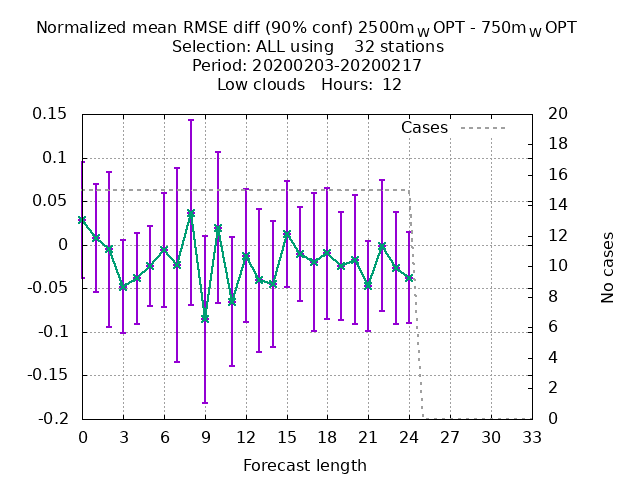 Normalized mean RMSE diff (90% conf) 2500m_W OPT - 750m_W OPT
Selection: ALL using 32 stations
Period: 20200203-20200217
Low clouds Hours: 12
Cases
0.15
0.1
0.05
0
-0.05
-0.1
-0.15
-0.2
20
18
16
14
12
10
8
6
4
2
0
No cases
0 3 6 9 12 15 18 21 24 27 30 33
Forecast length